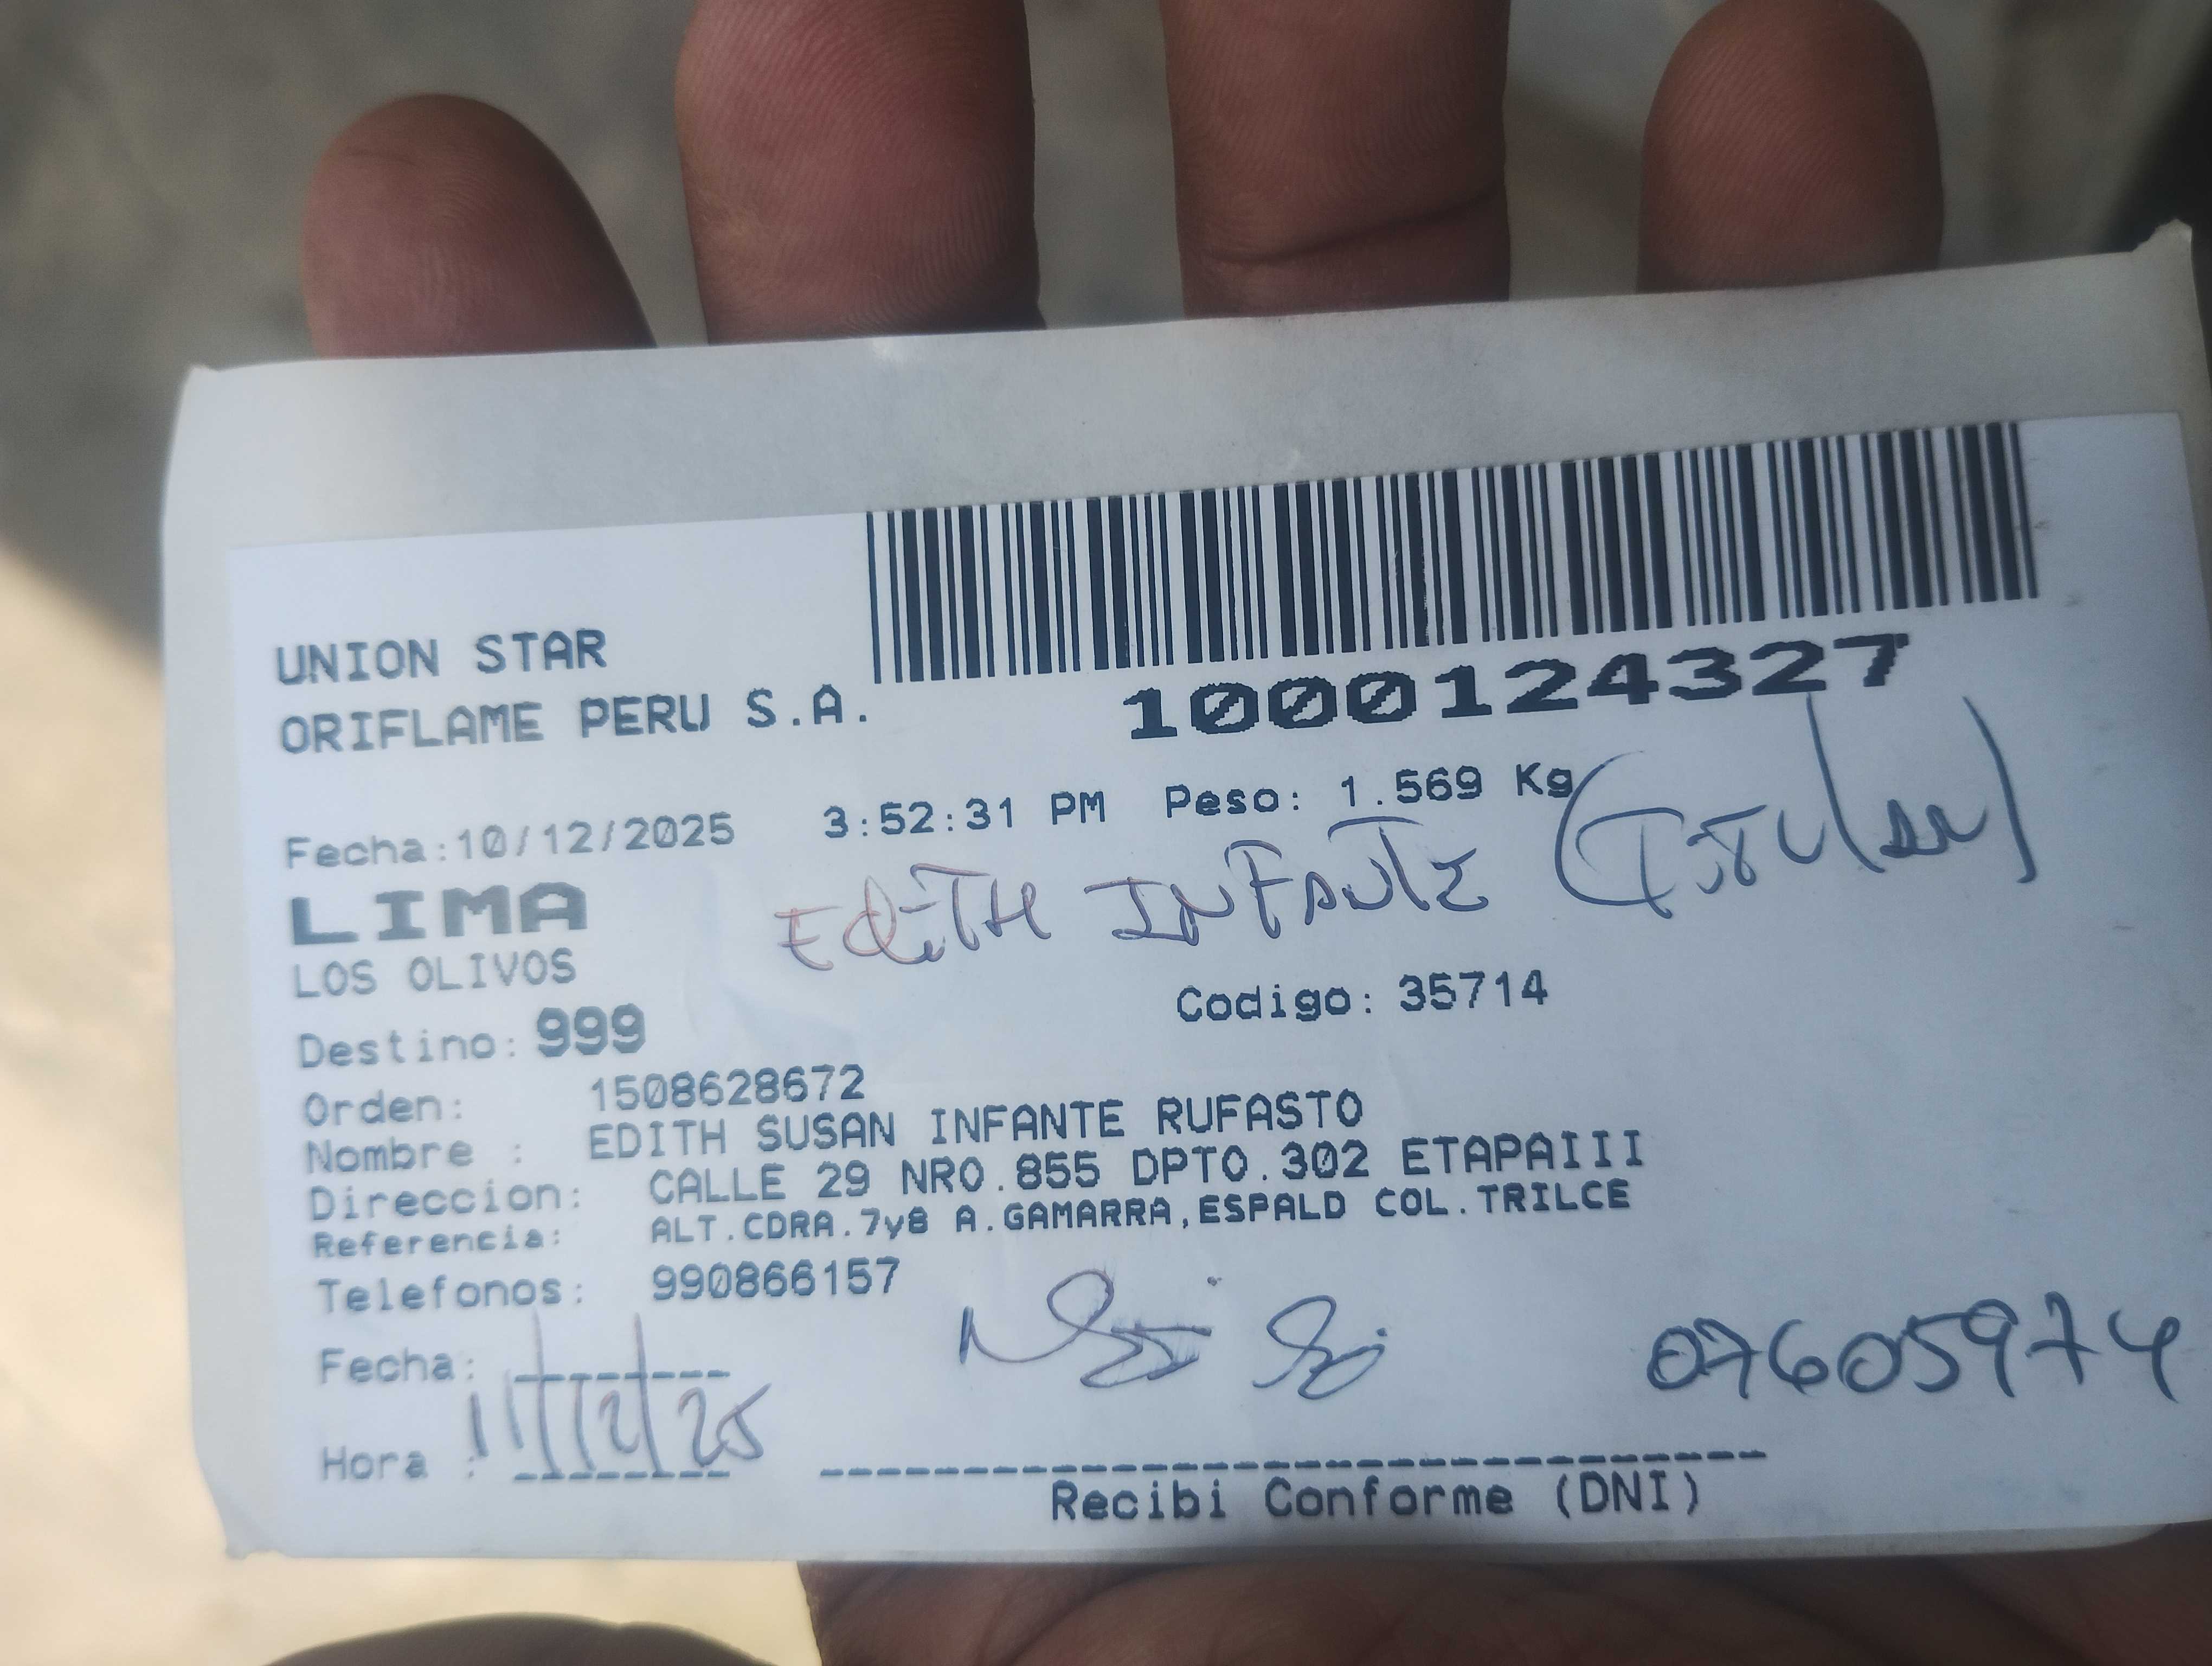 UNION STAR
ORIFLAME PERU S.A.
1000124327
Fecha:10/12/2025 3:52:31 PM Peso: 1.569 Kg
LIMA
EDITH INFANTE (TITULAR)
LOS OLIVOS
Codigo: 35714
Destino: 999
Orden: 1508628672
Nombre : EDITH SUSAN INFANTE RUFASTO
Direccion: CALLE 29 NRO.855 DPTO.302 ETAPAIII
Referencia: ALT.CDRA.7y8 A.GAMARRA,ESPALD COL.TRILCE
Telefonos: 990866157
Fecha:
11/12/25
07605974
Hora :
Recibi Conforme (DNI)